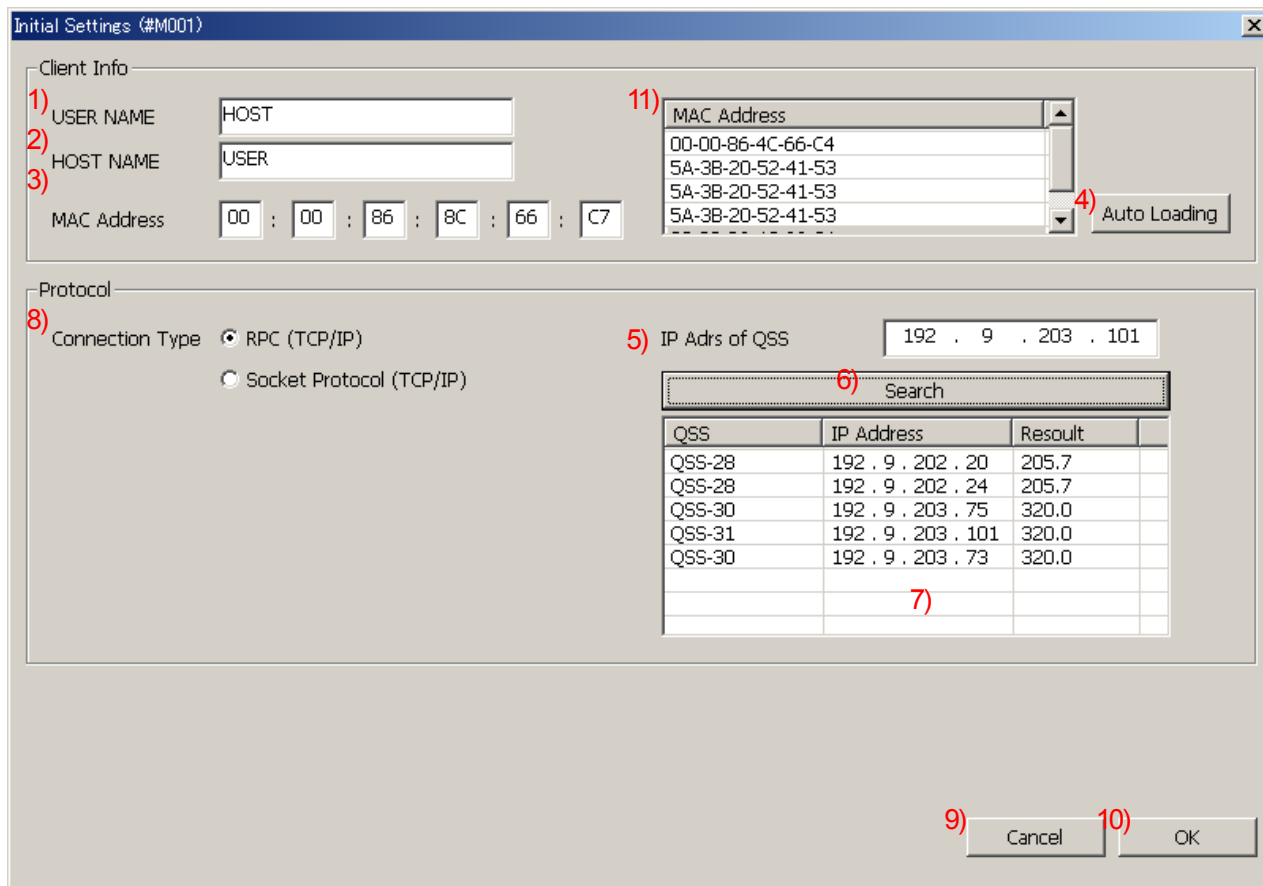 Initial Settings (#M001)
Client Info
1)
USER NAME
HOST
2)
HOST NAME
USER
3)
MAC Address
00 : 00 : 86 : 8C : 66 : C7
11)
MAC Address
00-00-86-4C-66-C4
5A-3B-20-52-41-53
5A-3B-20-52-41-53
5A-3B-20-52-41-53
4)
Auto Loading
Protocol
8)
Connection Type
RPC (TCP/IP)
Socket Protocol (TCP/IP)
5)
IP Adrs of QSS
192 . 9 . 203 . 101
6)
Search
QSS IP Address Resoult
QSS-28 192 . 9 . 202 . 20 205.7
QSS-28 192 . 9 . 202 . 24 205.7
QSS-30 192 . 9 . 203 . 75 320.0
QSS-31 192 . 9 . 203 . 101 320.0
QSS-30 192 . 9 . 203 . 73 320.0
7)
9)
Cancel
10)
OK